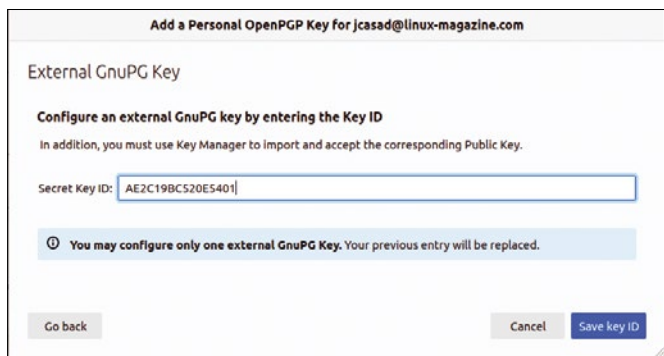 Add a Personal OpenPGP Key for jcasad@linux-magazine.com
External GnuPG Key
Configure an external GnuPG key by entering the Key ID
In addition, you must use Key Manager to import and accept the corresponding Public Key.
Secret Key ID: AE2C19BC520E5401
You may configure only one external GnuPG Key. Your previous entry will be replaced.
Go back Cancel Save key ID